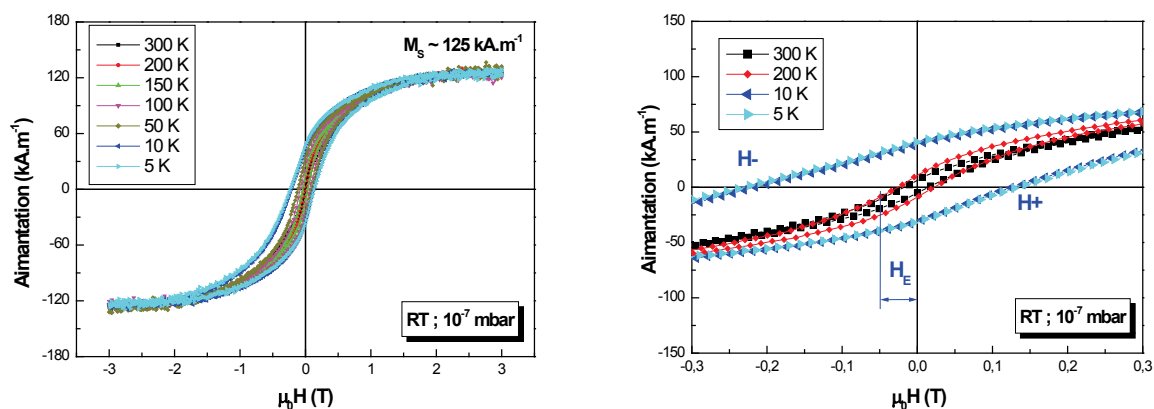 180
120
60
0
-60
-120
-180
Aimantation (kA.m⁻¹)
300 K
200 K
150 K
100 K
50 K
10 K
5 K
M_S ~ 125 kA.m⁻¹
RT ; 10⁻⁷ mbar
-3 -2 -1 0 1 2 3
μ₀H (T)
150
100
50
0
-50
-100
-150
Aimantation (kA.m⁻¹)
300 K
200 K
10 K
5 K
H-
H+
H_E
RT ; 10⁻⁷ mbar
-0,3 -0,2 -0,1 0,0 0,1 0,2 0,3
μ₀H (T)